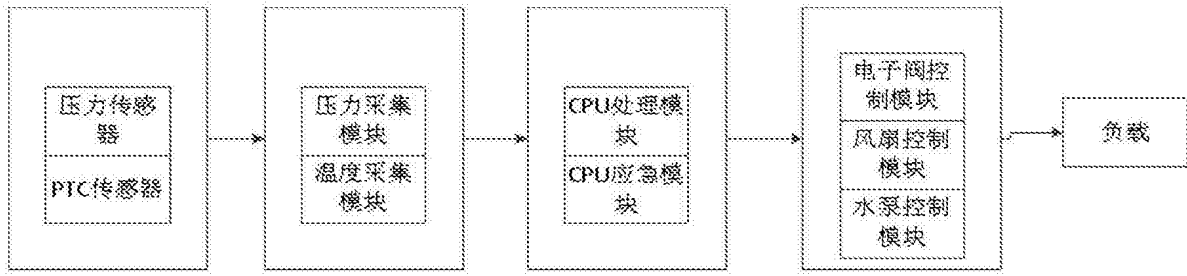 压力传感
器
PTC传感器
压力采集
模块
温度采集
模块
CPU处理模
块
CPU应急模
块
电子阀控
制模块
风扇控制
模块
水泵控制
模块
负载